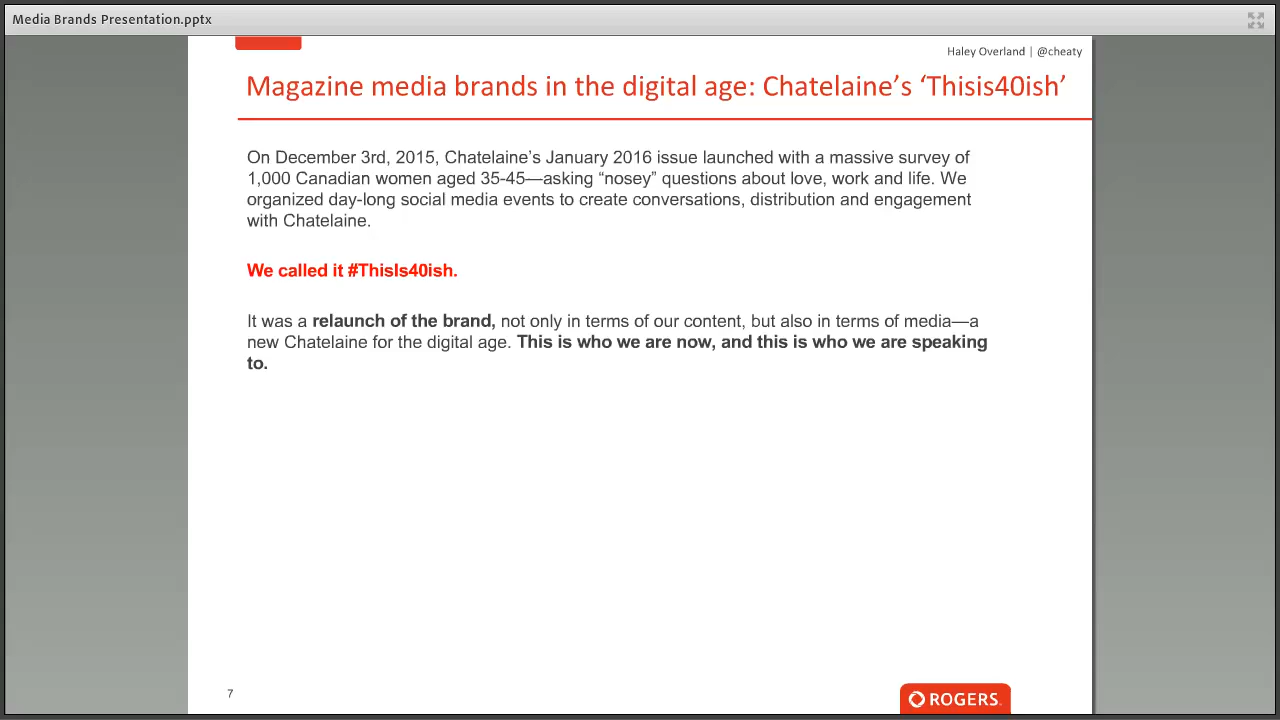 Media Brands Presentation.pptx
Haley Overland | @cheaty
Magazine media brands in the digital age: Chatelaine’s ‘Thisis40ish’
On December 3rd, 2015, Chatelaine’s January 2016 issue launched with a massive survey of
1,000 Canadian women aged 35-45—asking “nosey” questions about love, work and life. We
organized day-long social media events to create conversations, distribution and engagement
with Chatelaine.
We called it #ThisIs40ish.
It was a relaunch of the brand, not only in terms of our content, but also in terms of media—a
new Chatelaine for the digital age. This is who we are now, and this is who we are speaking
to.
7
ROGERS